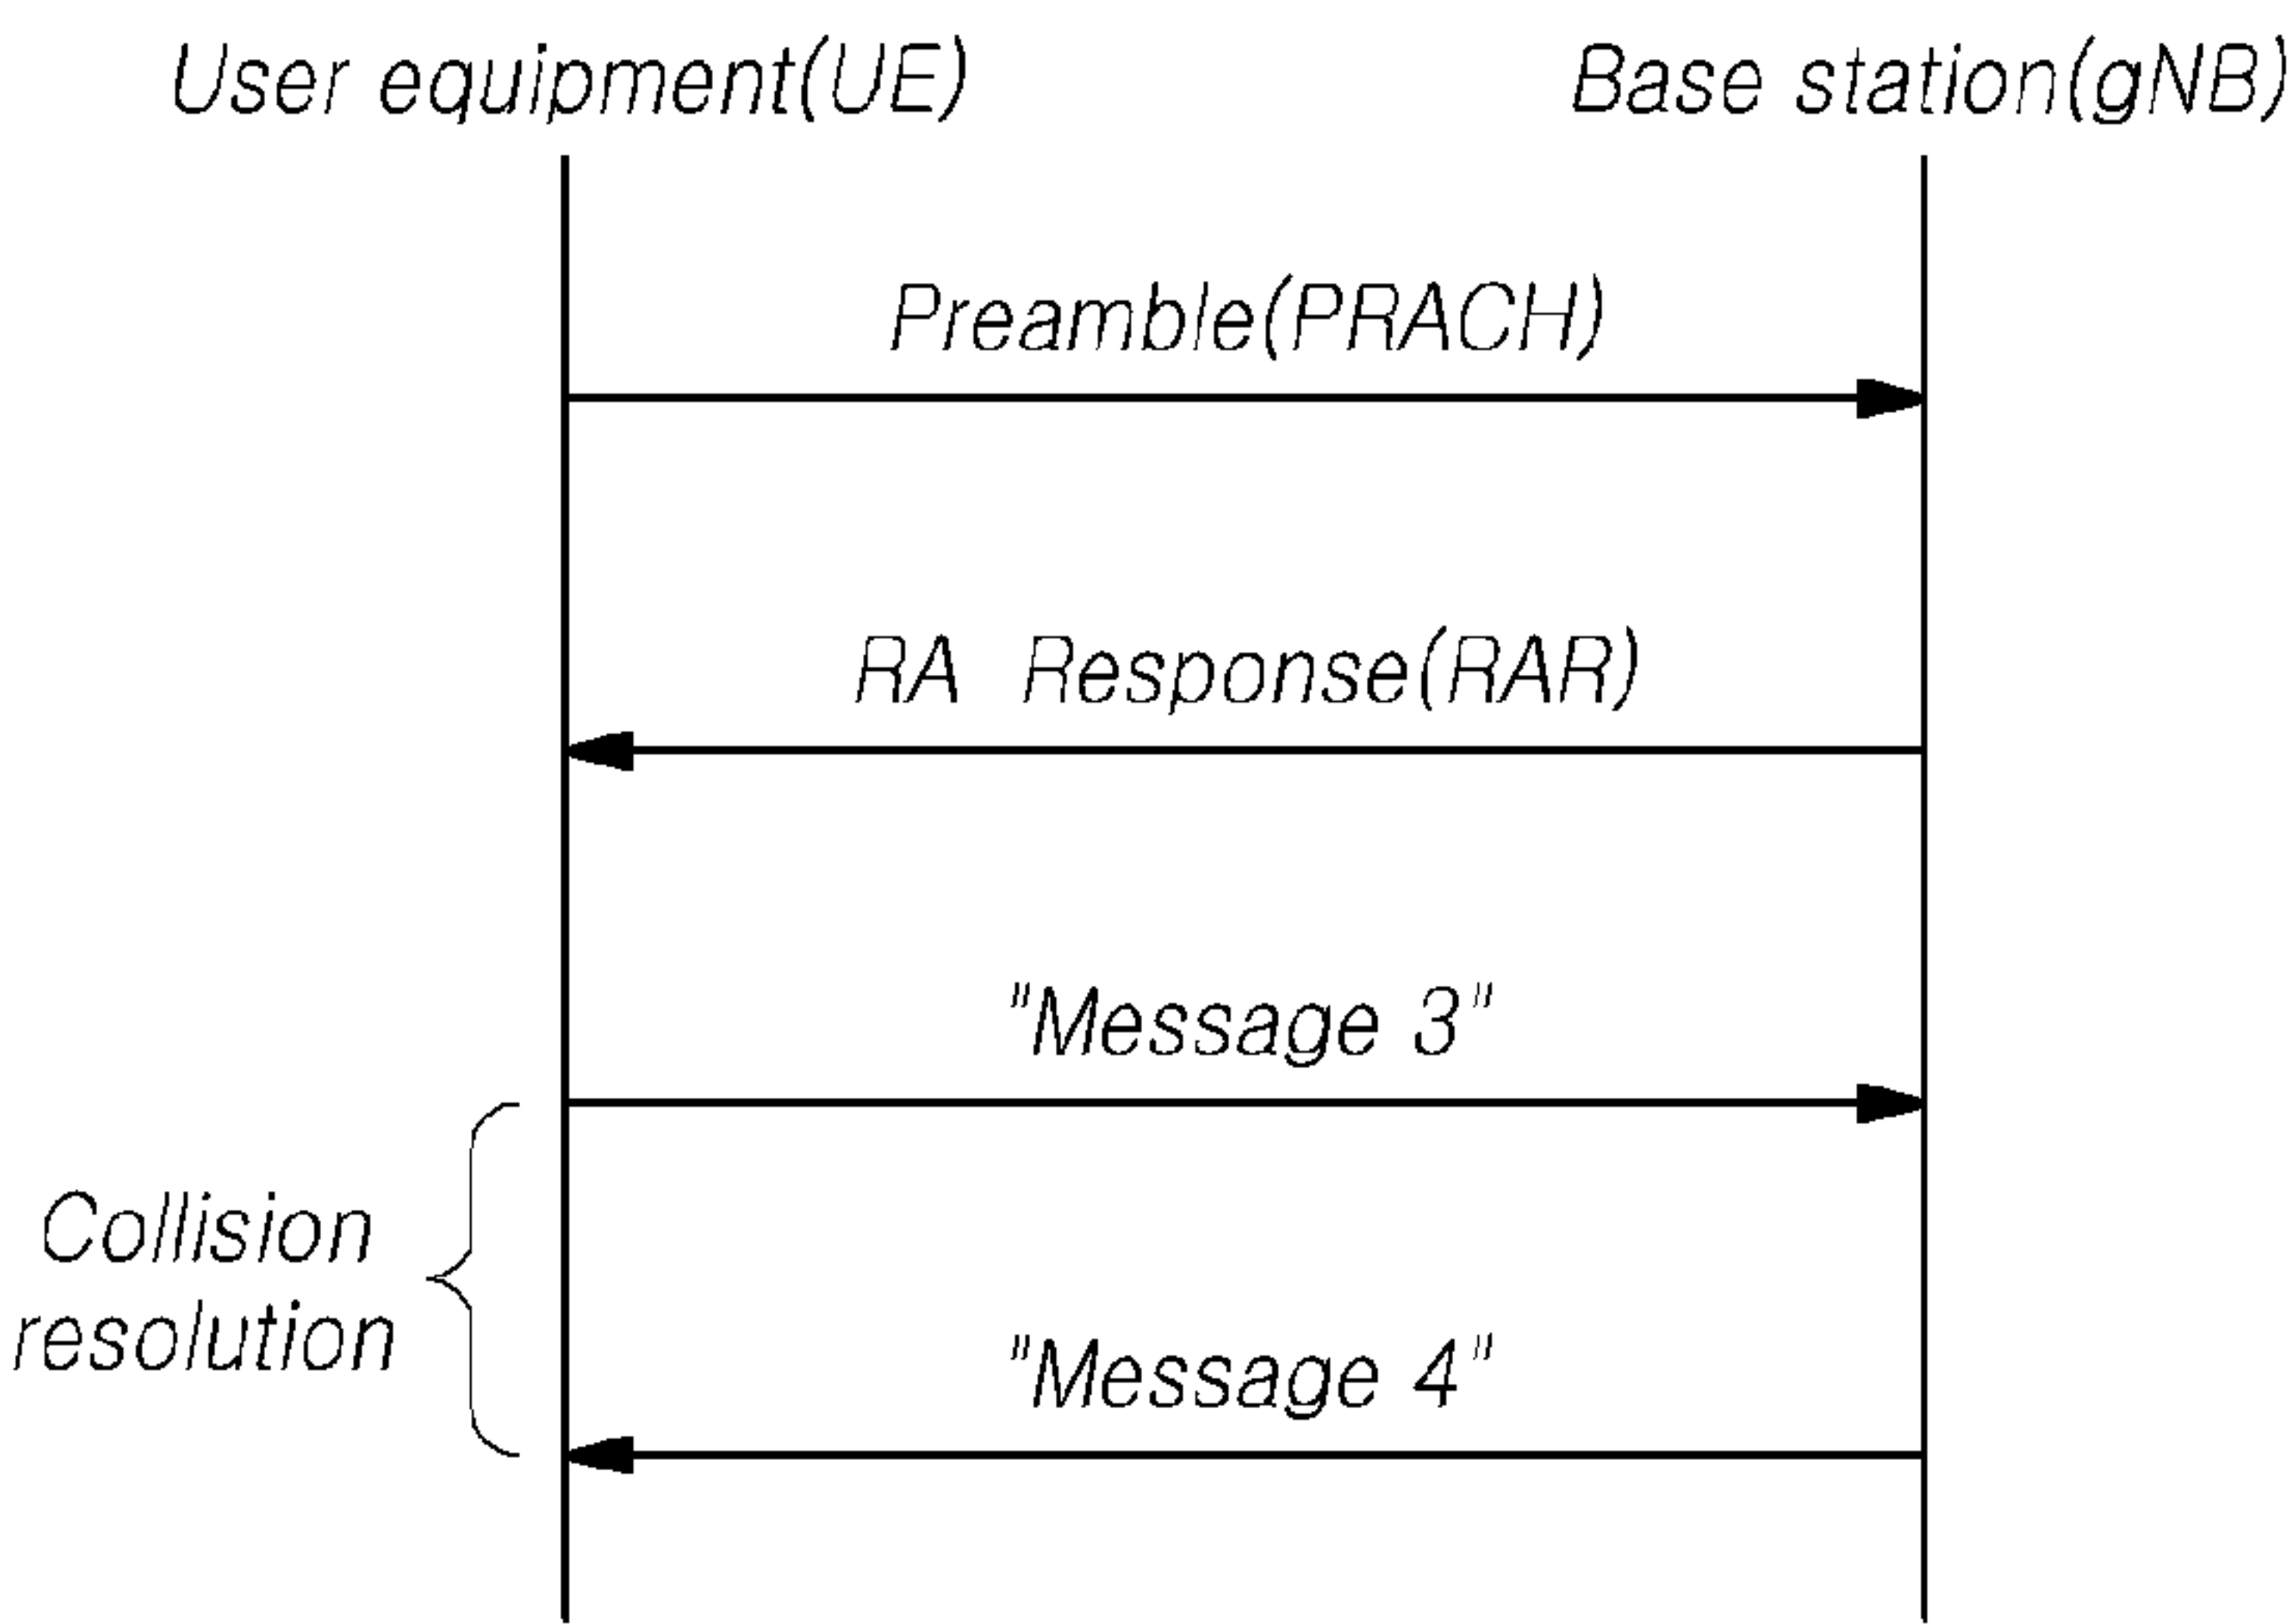 User equipment(UE)
Base station(gNB)
Preamble(PRACH)
RA Response(RAR)
"Message 3"
Collision
resolution
"Message 4"